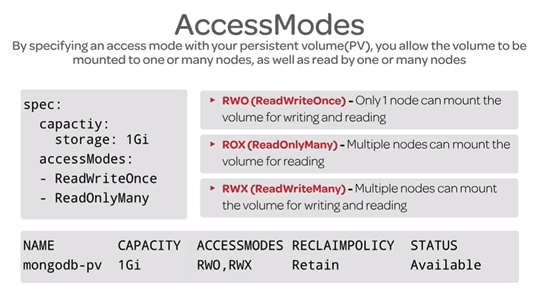 AccessModes
By specifying an access mode with your persistent volume(PV), you allow the volume to be
mounted to one or many nodes, as well as read by one or many nodes
spec:
capactiy:
storage: 1Gi
accessModes:
- ReadWriteOnce
- ReadOnlyMany
RWO (ReadWriteOnce) - Only 1 node can mount the
volume for writing and reading
ROX (ReadOnlyMany) - Multiple nodes can mount the
volume for reading
RWX (ReadWriteMany) - Multiple nodes can mount
the volume for writing and reading
NAME CAPACITY ACCESSMODES RECLAIMPOLICY STATUS
mongodb-pv 1Gi RWO,RWX Retain Available